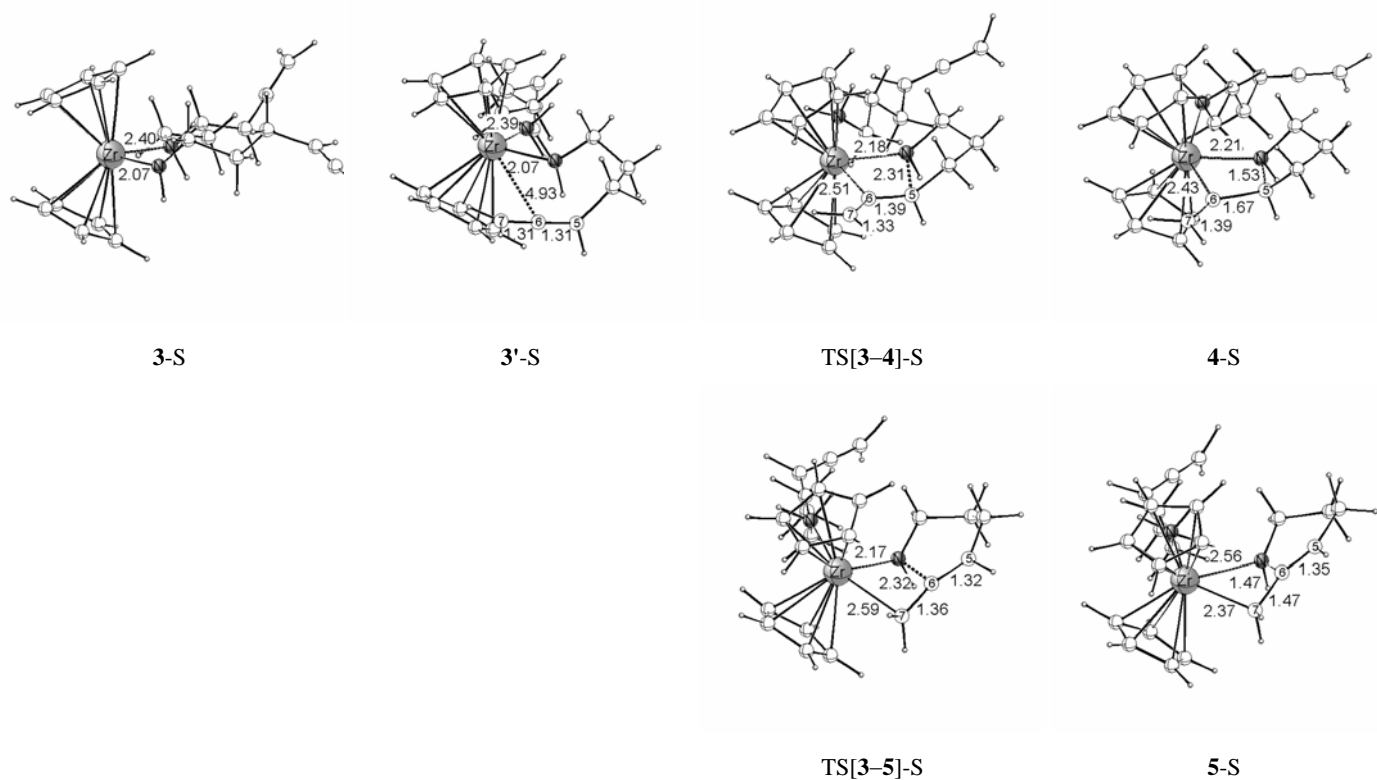 Zr 2.40 2.07
Zr 2.39 2.07 4.93 7 6 5 1.31 1.31
Zr 2.18 2.31 2.51 6 5 7 1.39 1.33
Zr 2.21 1.53 2.43 5 6 7 1.67 1.39
3-S 3'-S TS[3–4]-S 4-S
Zr 2.17 2.32 6 5 1.32 2.59 7 1.36
Zr 2.56 5 6 1.35 1.47 2.37 7 1.47
TS[3–5]-S 5-S